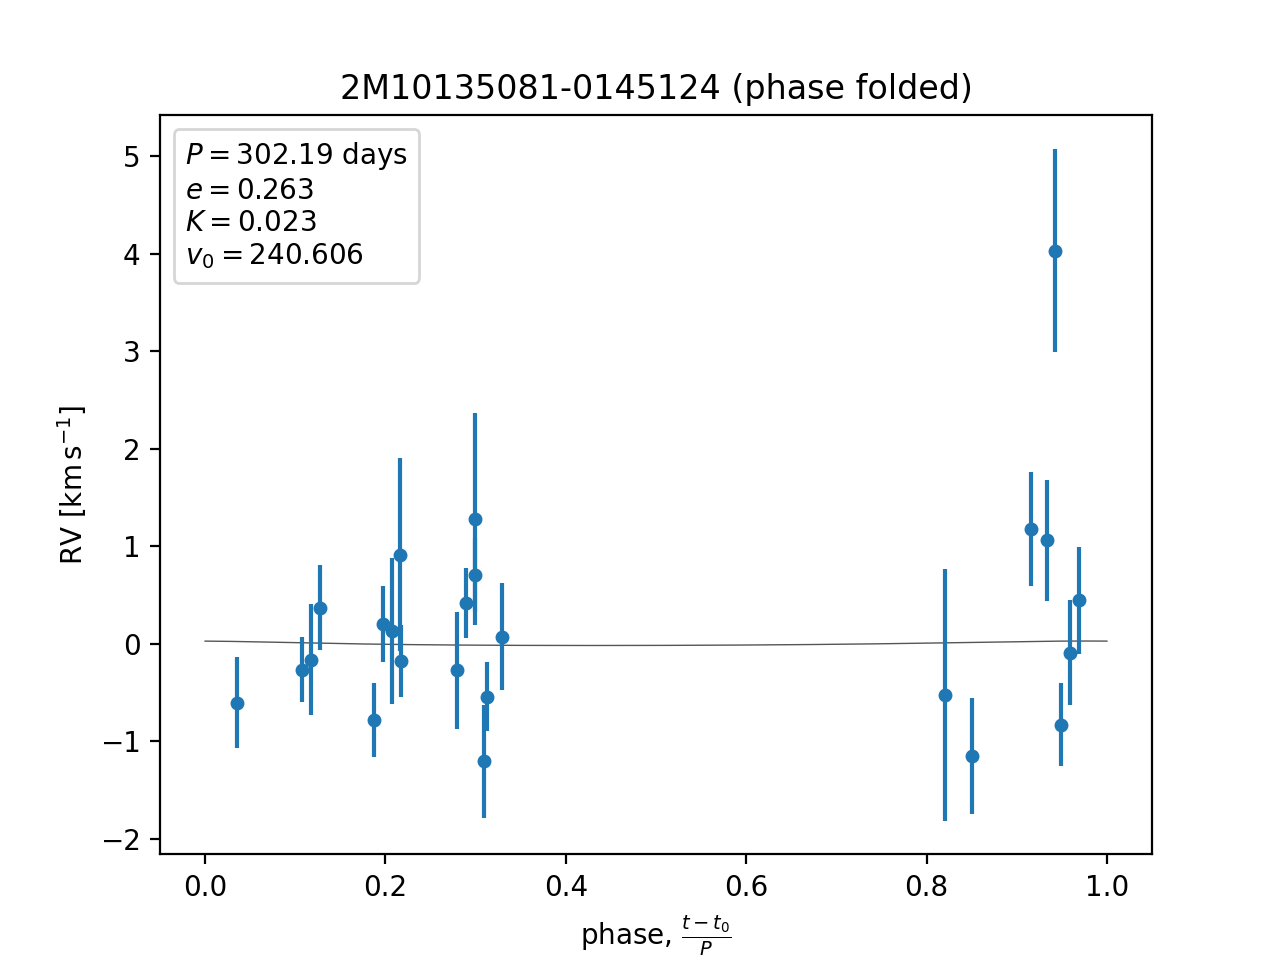 2M10135081-0145124 (phase folded)
P = 302.19 days
e = 0.263
K = 0.023
v₀ = 240.606
5
4
3
2
1
0
−1
−2
RV [km s⁻¹]
0.0 0.2 0.4 0.6 0.8 1.0
phase, (t − t₀)/P